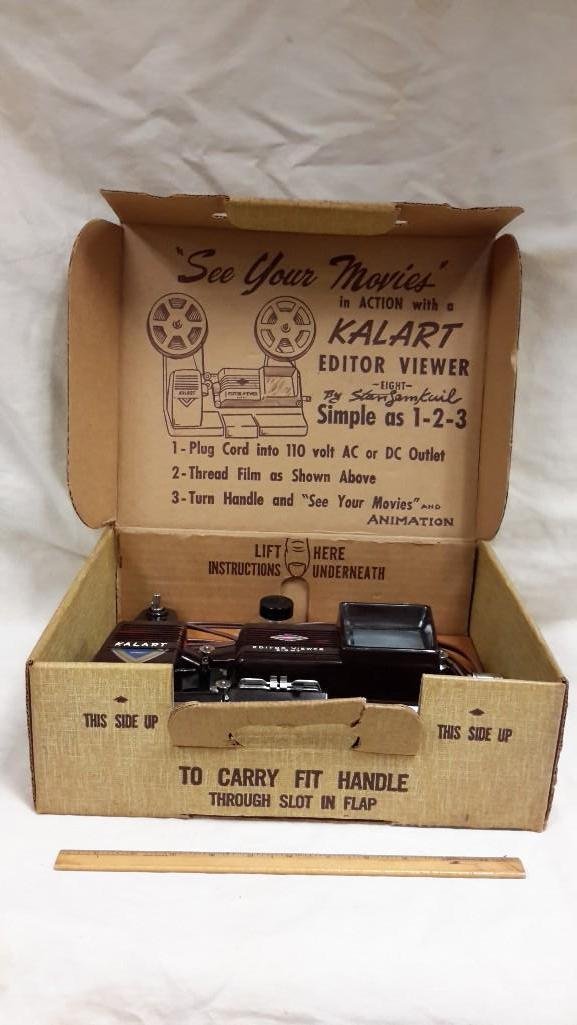 "See Your Movies"
in ACTION with a
KALART
EDITOR VIEWER
-EIGHT-
By
Simple as 1-2-3
KALART
1-Plug Cord into 110 volt AC or DC Outlet
2-Thread Film as Shown Above
3-Turn Handle and "See Your Movies" AND
ANIMATION
LIFT HERE
INSTRUCTIONS UNDERNEATH
KALART
EDITOR VIEWER
THIS SIDE UP
THIS SIDE UP
TO CARRY FIT HANDLE
THROUGH SLOT IN FLAP